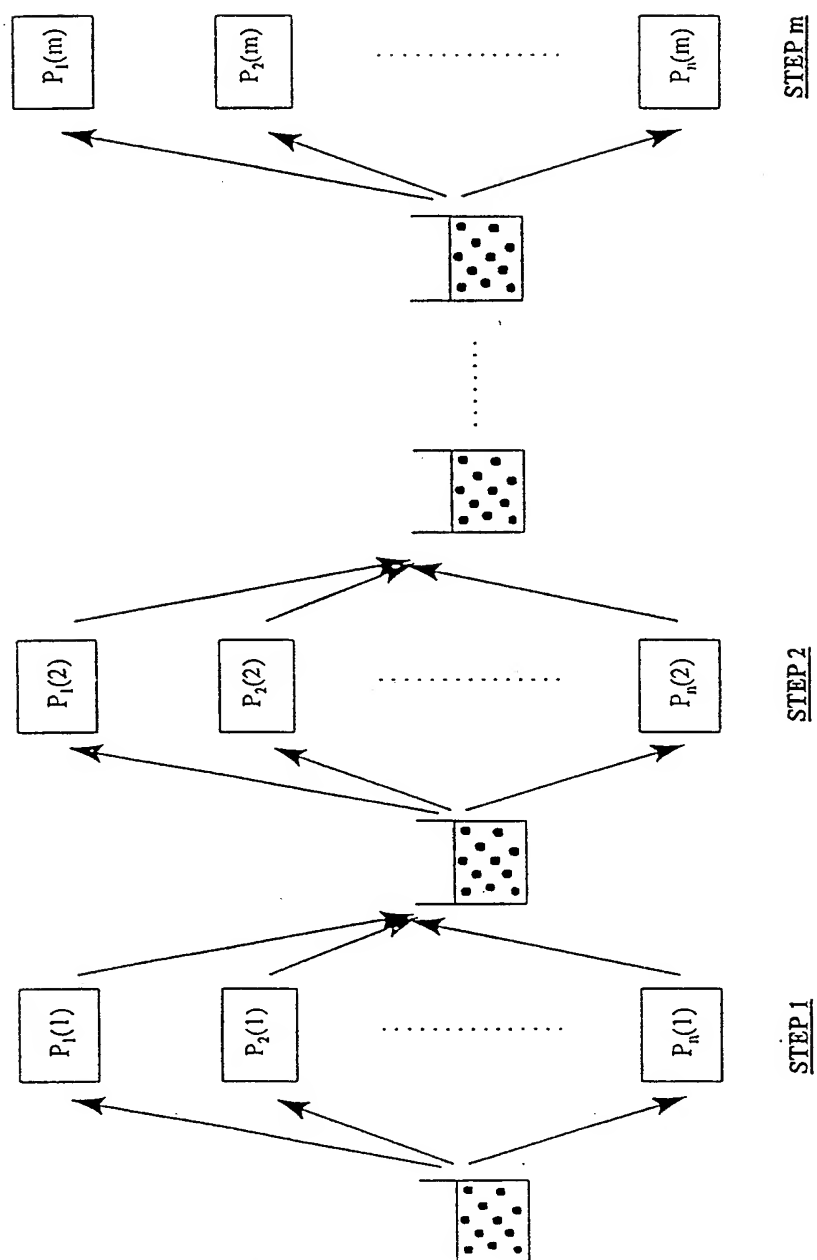 P₁(1)
P₂(1)
Pₙ(1)
STEP 1
P₁(2)
P₂(2)
Pₙ(2)
STEP 2
P₁(m)
P₂(m)
Pₙ(m)
STEP m